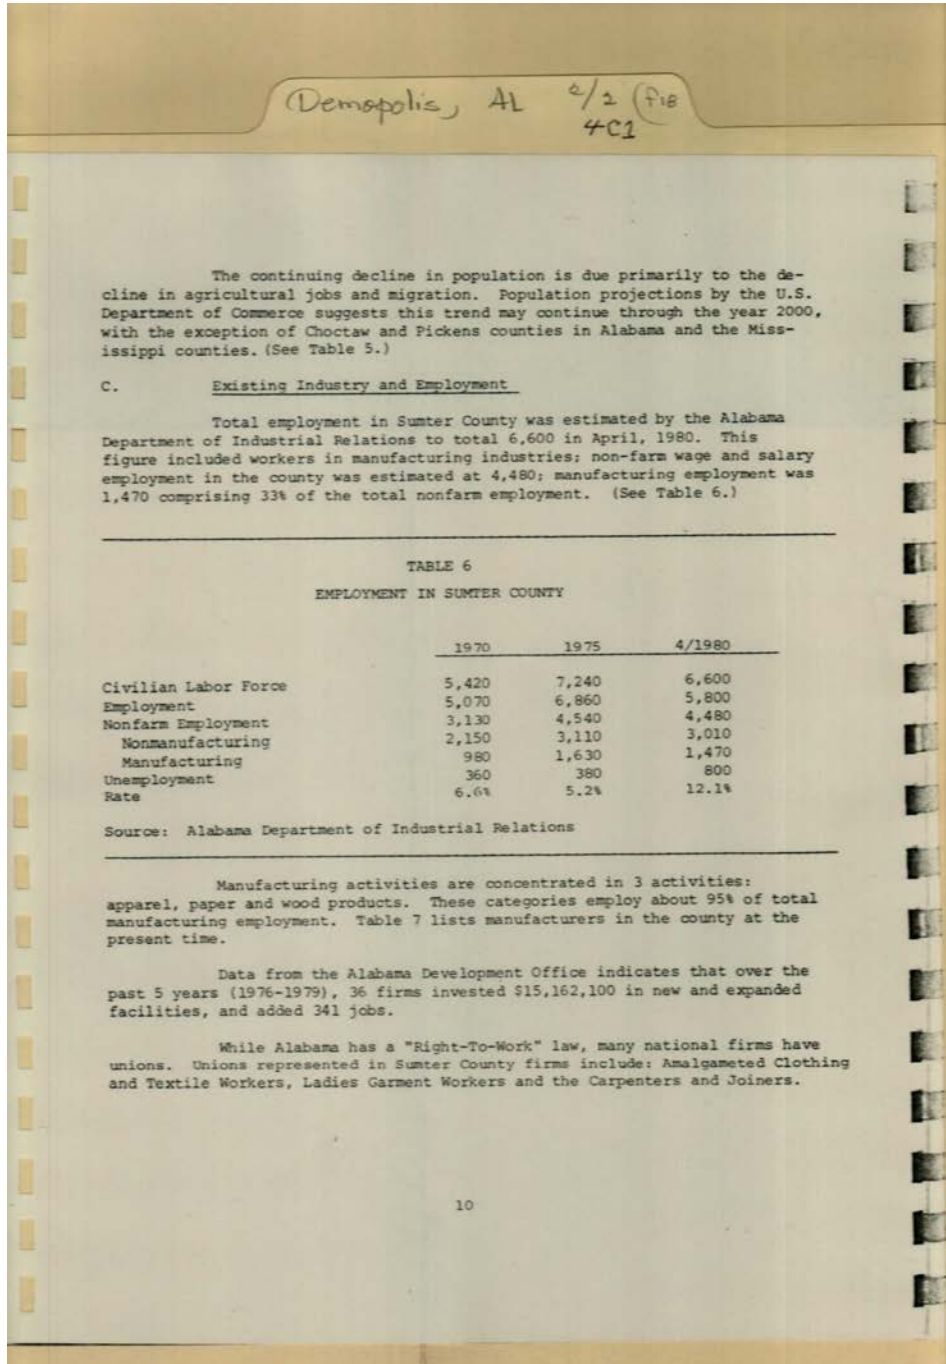 Demopolis, AL 2/2 (F18
4C1
The continuing decline in population is due primarily to the de-
cline in agricultural jobs and migration. Population projections by the U.S.
Department of Commerce suggests this trend may continue through the year 2000,
with the exception of Choctaw and Pickens counties in Alabama and the Miss-
issippi counties. (See Table 5.)
C. Existing Industry and Employment
Total employment in Sumter County was estimated by the Alabama
Department of Industrial Relations to total 6,600 in April, 1980. This
figure included workers in manufacturing industries; non-farm wage and salary
employment in the county was estimated at 4,480; manufacturing employment was
1,470 comprising 33% of the total nonfarm employment. (See Table 6.)
TABLE 6
EMPLOYMENT IN SUMTER COUNTY
1970 1975 4/1980
Civilian Labor Force 5,420 7,240 6,600
Employment 5,070 6,860 5,800
Nonfarm Employment 3,130 4,540 4,480
Nonmanufacturing 2,150 3,110 3,010
Manufacturing 980 1,630 1,470
Unemployment 360 380 800
Rate 6.6% 5.2% 12.1%
Source: Alabama Department of Industrial Relations
Manufacturing activities are concentrated in 3 activities:
apparel, paper and wood products. These categories employ about 95% of total
manufacturing employment. Table 7 lists manufacturers in the county at the
present time.
Data from the Alabama Development Office indicates that over the
past 5 years (1976-1979), 36 firms invested $15,162,100 in new and expanded
facilities, and added 341 jobs.
While Alabama has a "Right-To-Work" law, many national firms have
unions. Unions represented in Sumter County firms include: Amalgameted Clothing
and Textile Workers, Ladies Garment Workers and the Carpenters and Joiners.
10